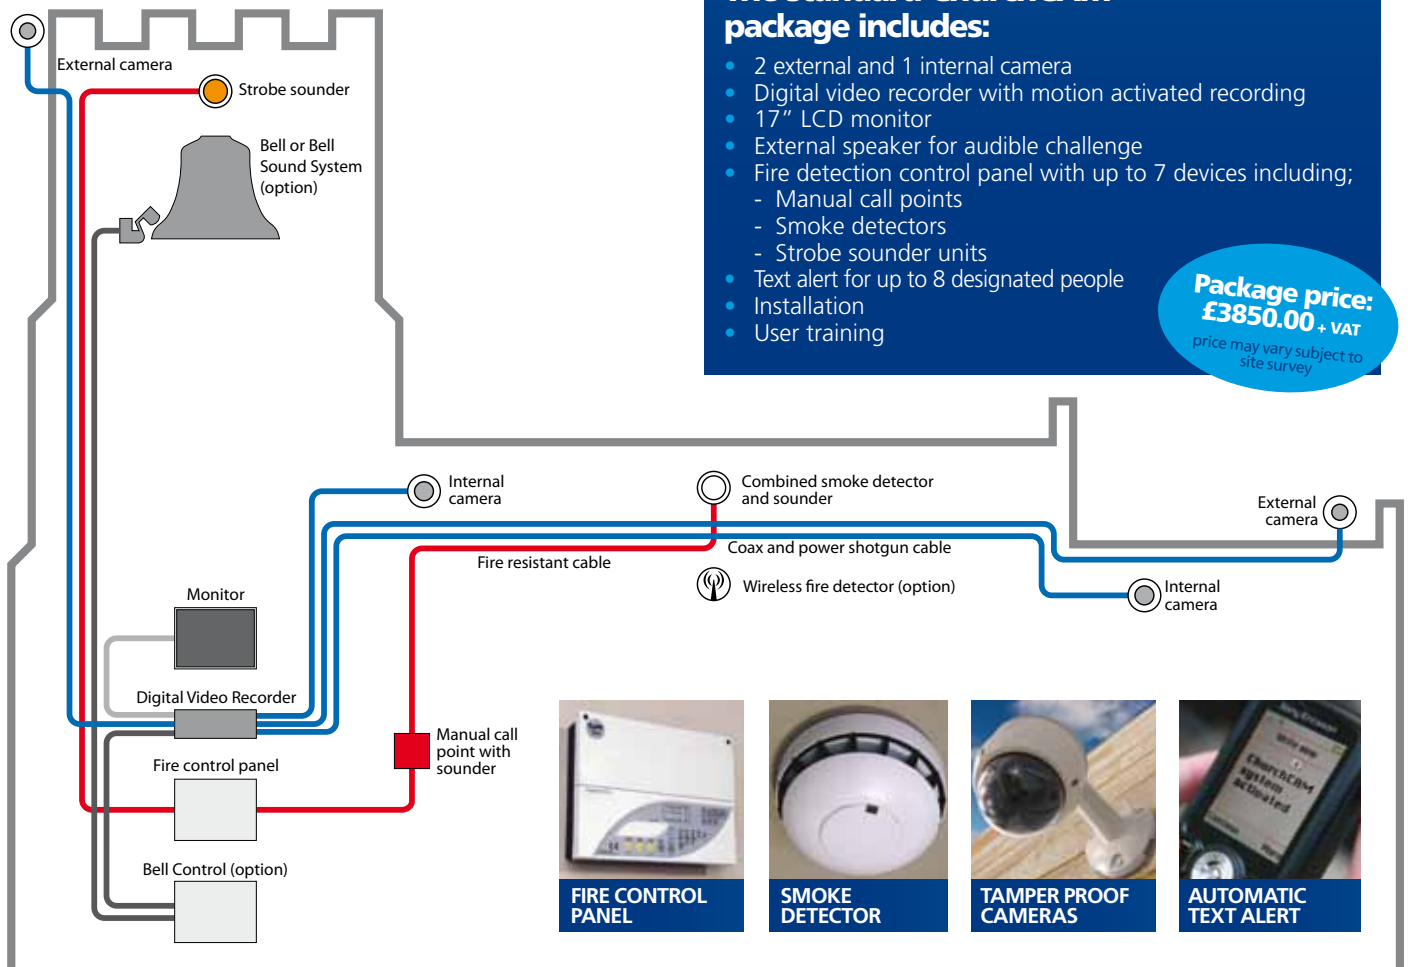 The Standard ChurchCAM
package includes:
• 2 external and 1 internal camera
• Digital video recorder with motion activated recording
• 17” LCD monitor
• External speaker for audible challenge
• Fire detection control panel with up to 7 devices including;
- Manual call points
- Smoke detectors
- Strobe sounder units
• Text alert for up to 8 designated people
• Installation
• User training
Package price:
£3850.00 + VAT
price may vary subject to
site survey
External camera
Strobe sounder
Bell or Bell
Sound System
(option)
Internal
camera
Combined smoke detector
and sounder
External
camera
Fire resistant cable
Coax and power shotgun cable
Wireless fire detector (option)
Internal
camera
Monitor
Digital Video Recorder
Manual call
point with
sounder
Fire control panel
Bell Control (option)
ChurchCAM
system
activated
FIRE CONTROL
PANEL
SMOKE
DETECTOR
TAMPER PROOF
CAMERAS
AUTOMATIC
TEXT ALERT